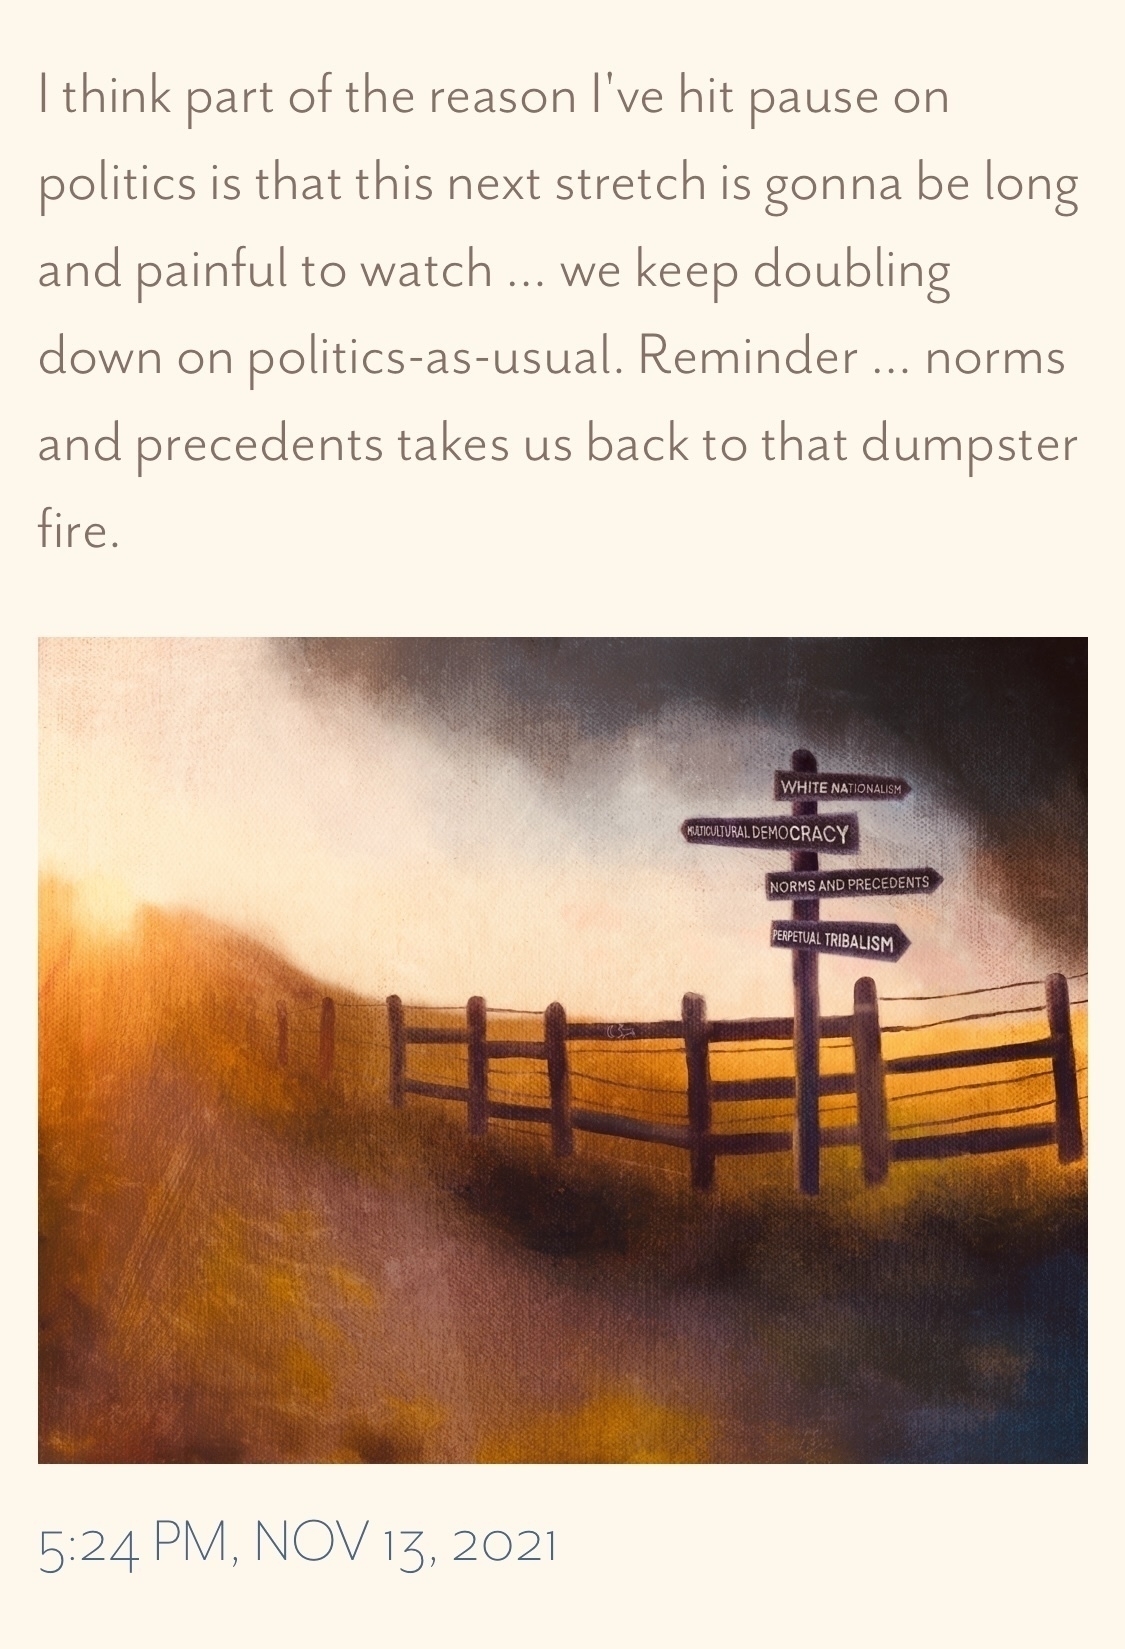 I think part of the reason I've hit pause on
politics is that this next stretch is gonna be long
and painful to watch ... we keep doubling
down on politics-as-usual. Reminder ... norms
and precedents takes us back to that dumpster
fire.
WHITE NATIONALISM
MULTICULTURAL DEMOCRACY
NORMS AND PRECEDENTS
PERPETUAL TRIBALISM
5:24 PM, NOV 13, 2021